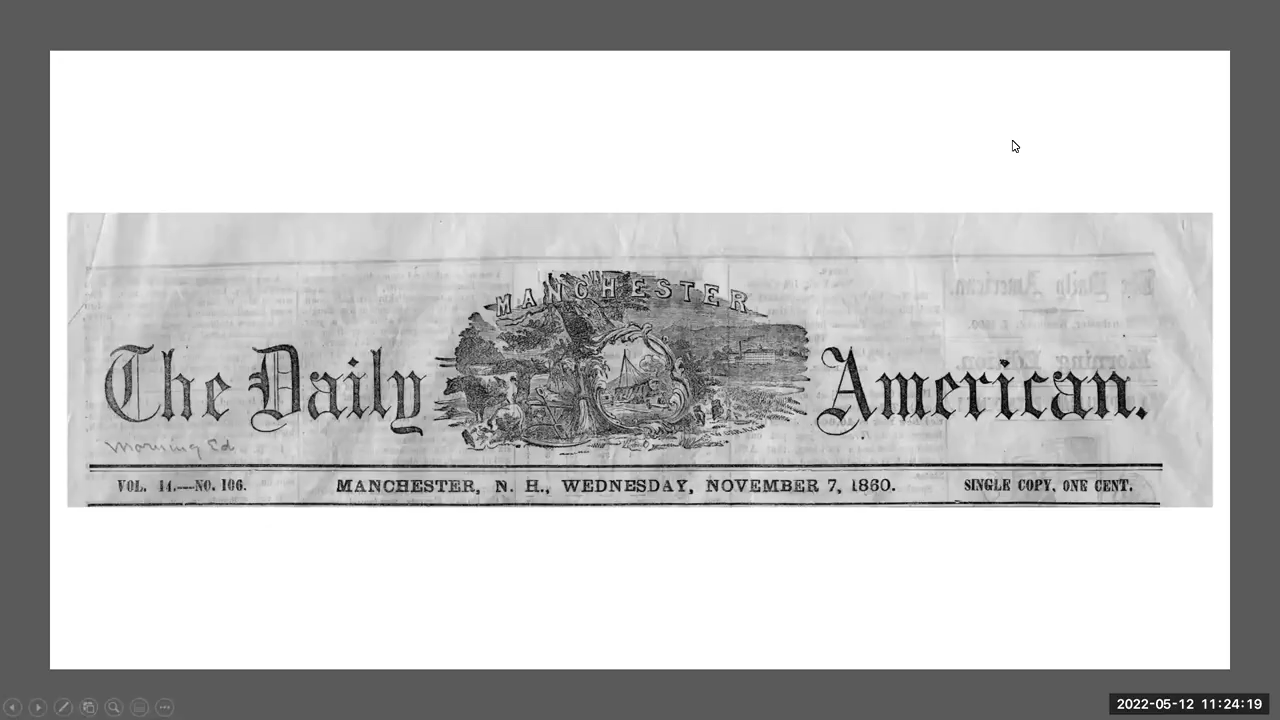 MANCHESTER
The Daily American.
Morning Ed
VOL. 14.—NO. 106. MANCHESTER, N. H., WEDNESDAY, NOVEMBER 7, 1860. SINGLE COPY, ONE CENT.
2022-05-12 11:24:19